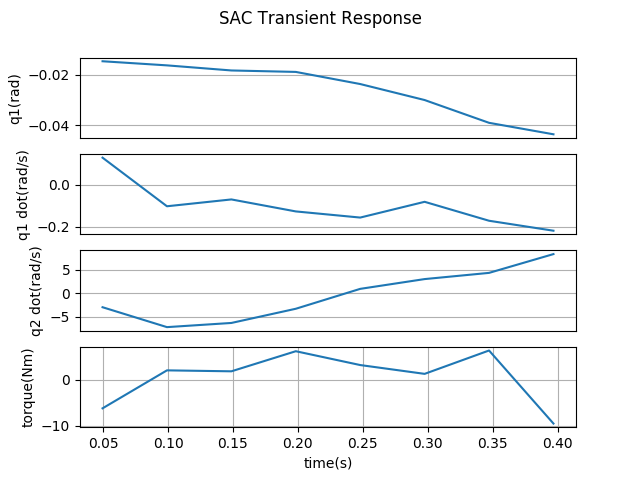 SAC Transient Response
q1(rad)
−0.02
−0.04
q1 dot(rad/s)
0.0
−0.2
q2 dot(rad/s)
5
0
−5
torque(Nm)
0
−10
0.05 0.10 0.15 0.20 0.25 0.30 0.35 0.40
time(s)